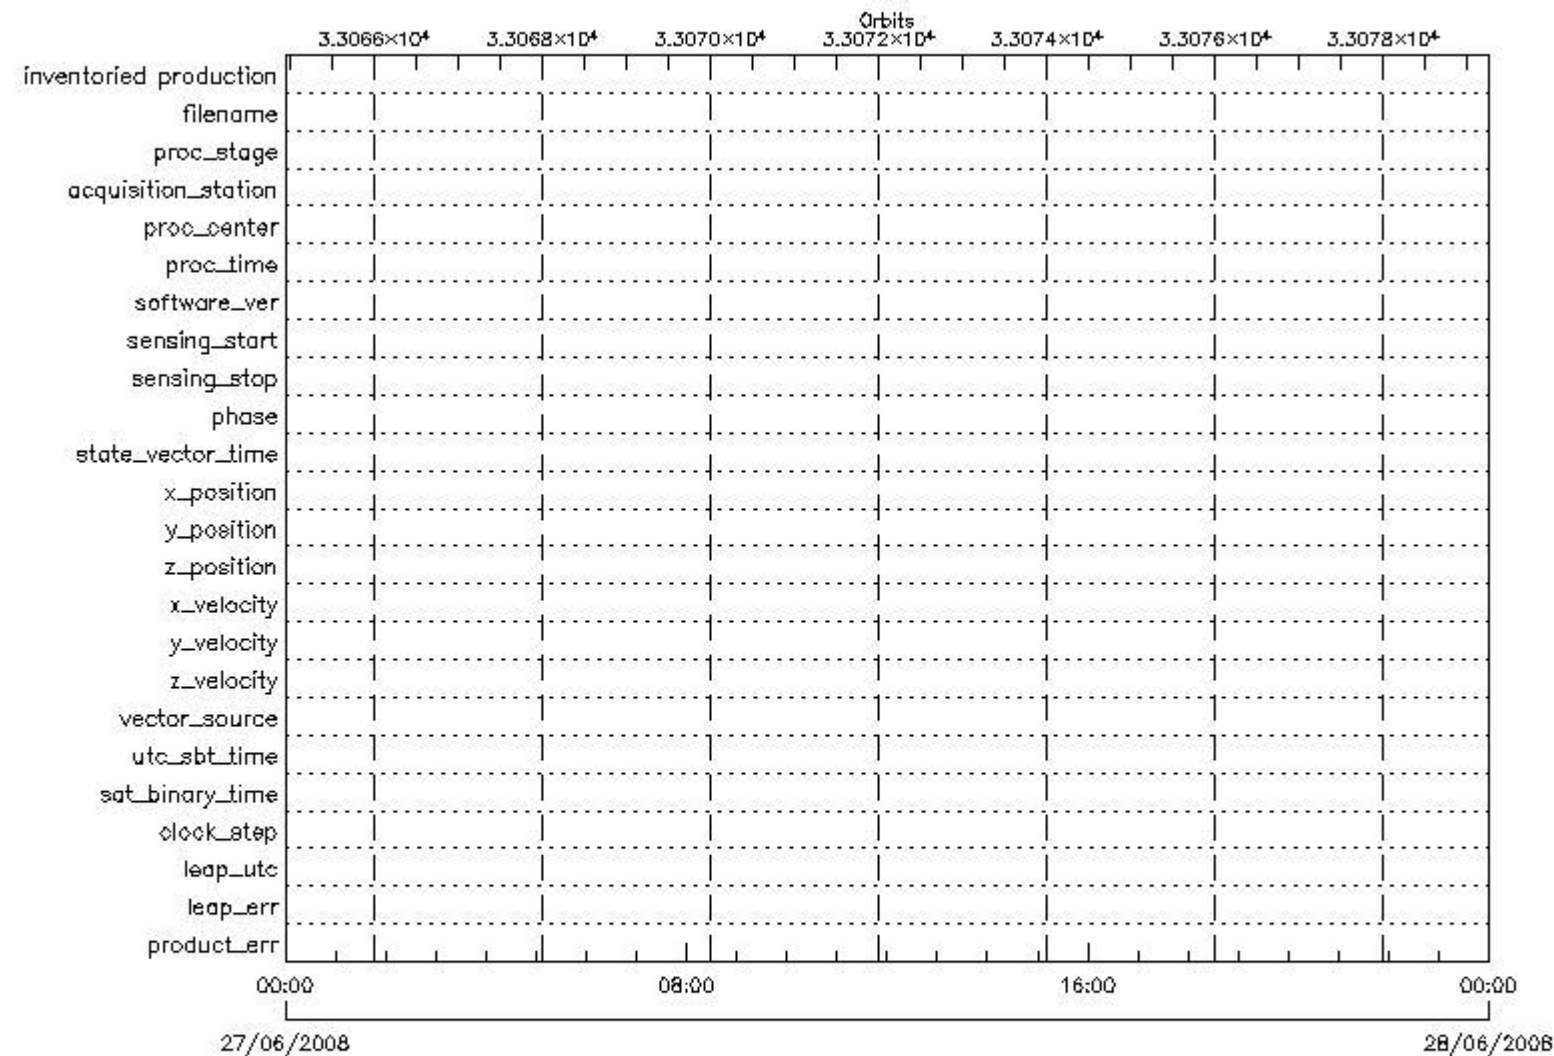 Orbits
3.3066×10⁴ 3.3068×10⁴ 3.3070×10⁴ 3.3072×10⁴ 3.3074×10⁴ 3.3076×10⁴ 3.3078×10⁴
inventoried production
filename
proc_stage
acquisition_station
proc_center
proc_time
software_ver
sensing_start
sensing_stop
phase
state_vector_time
x_position
y_position
z_position
x_velocity
y_velocity
z_velocity
vector_source
utc_sbt_time
sat_binary_time
clock_step
leap_utc
leap_err
product_err
00:00 08:00 16:00 00:00
27/06/2008 28/06/2008